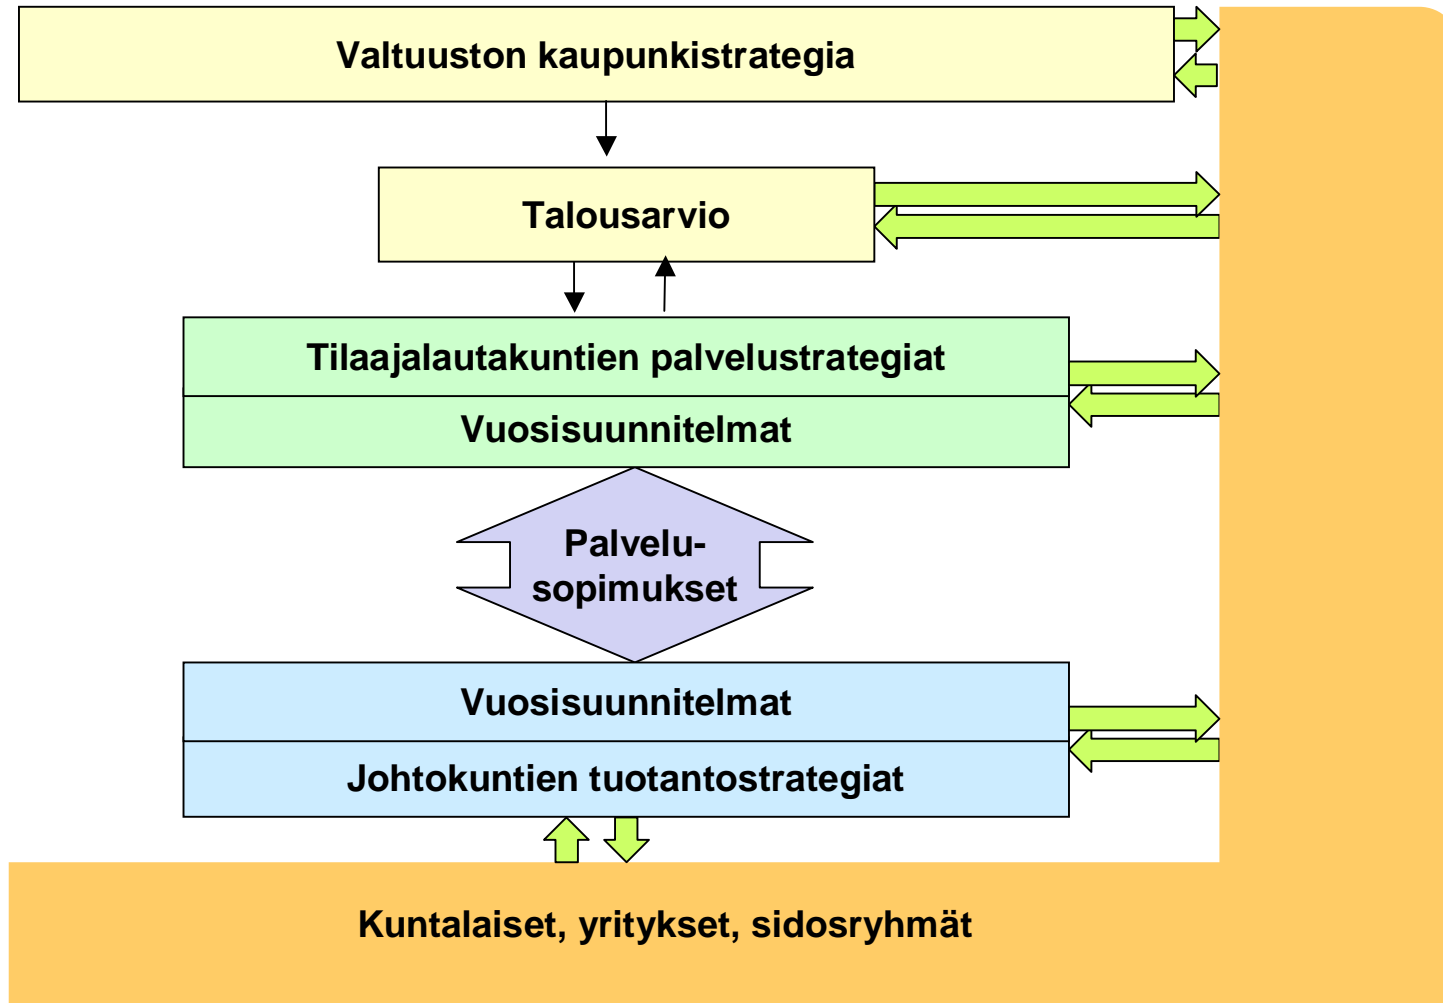 Valtuuston kaupunkistrategia
Talousarvio
Tilaajalautakuntien palvelustrategiat
Vuosisuunnitelmat
Palvelu-
sopimukset
Vuosisuunnitelmat
Johtokuntien tuotantostrategiat
Kuntalaiset, yritykset, sidosryhmät